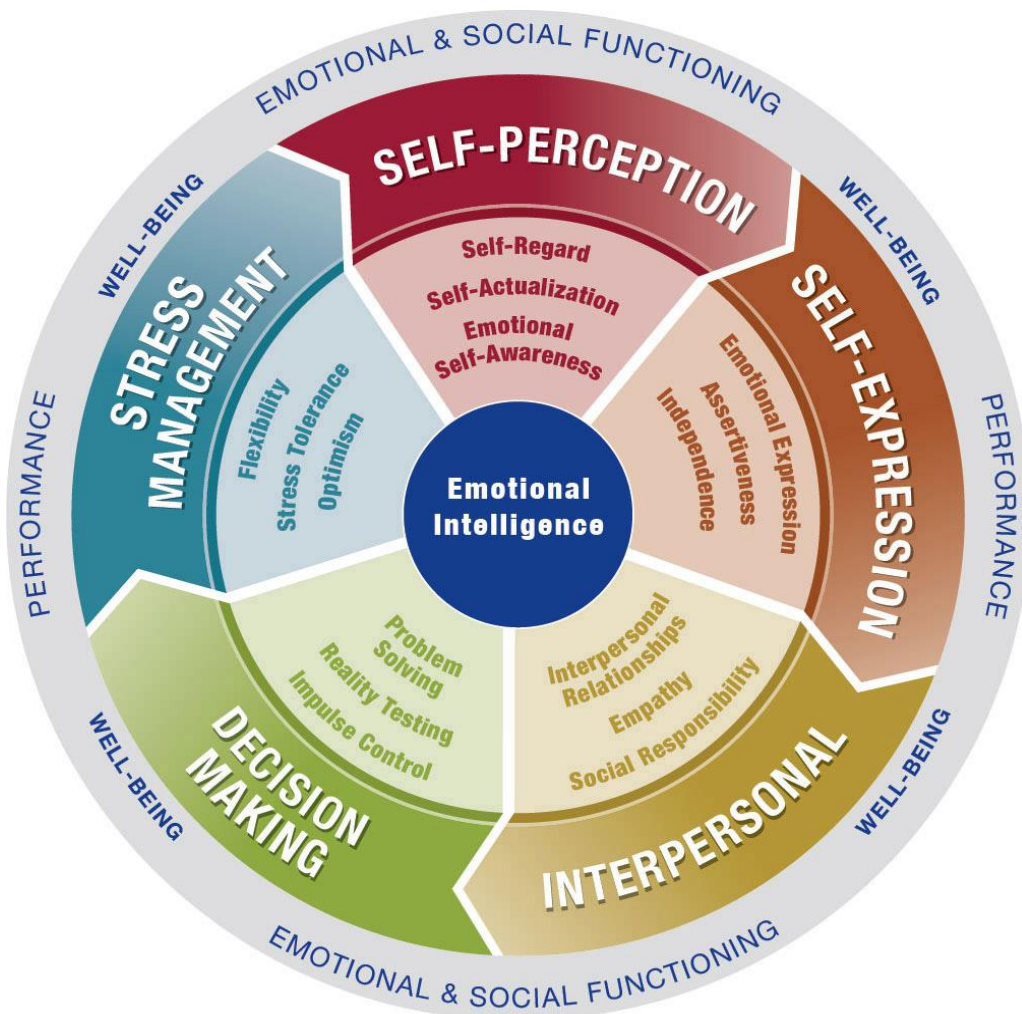 EMOTIONAL & SOCIAL FUNCTIONING
WELL-BEING
WELL-BEING
PERFORMANCE
PERFORMANCE
WELL-BEING
WELL-BEING
EMOTIONAL & SOCIAL FUNCTIONING
SELF-PERCEPTION
Self-Regard
Self-Actualization
Emotional
Self-Awareness
SELF-EXPRESSION
Emotional Expression
Assertiveness
Independence
INTERPERSONAL
Interpersonal
Relationships
Empathy
Social Responsibility
DECISION
MAKING
Problem
Solving
Reality Testing
Impulse Control
STRESS
MANAGEMENT
Flexibility
Stress Tolerance
Optimism
Emotional
Intelligence